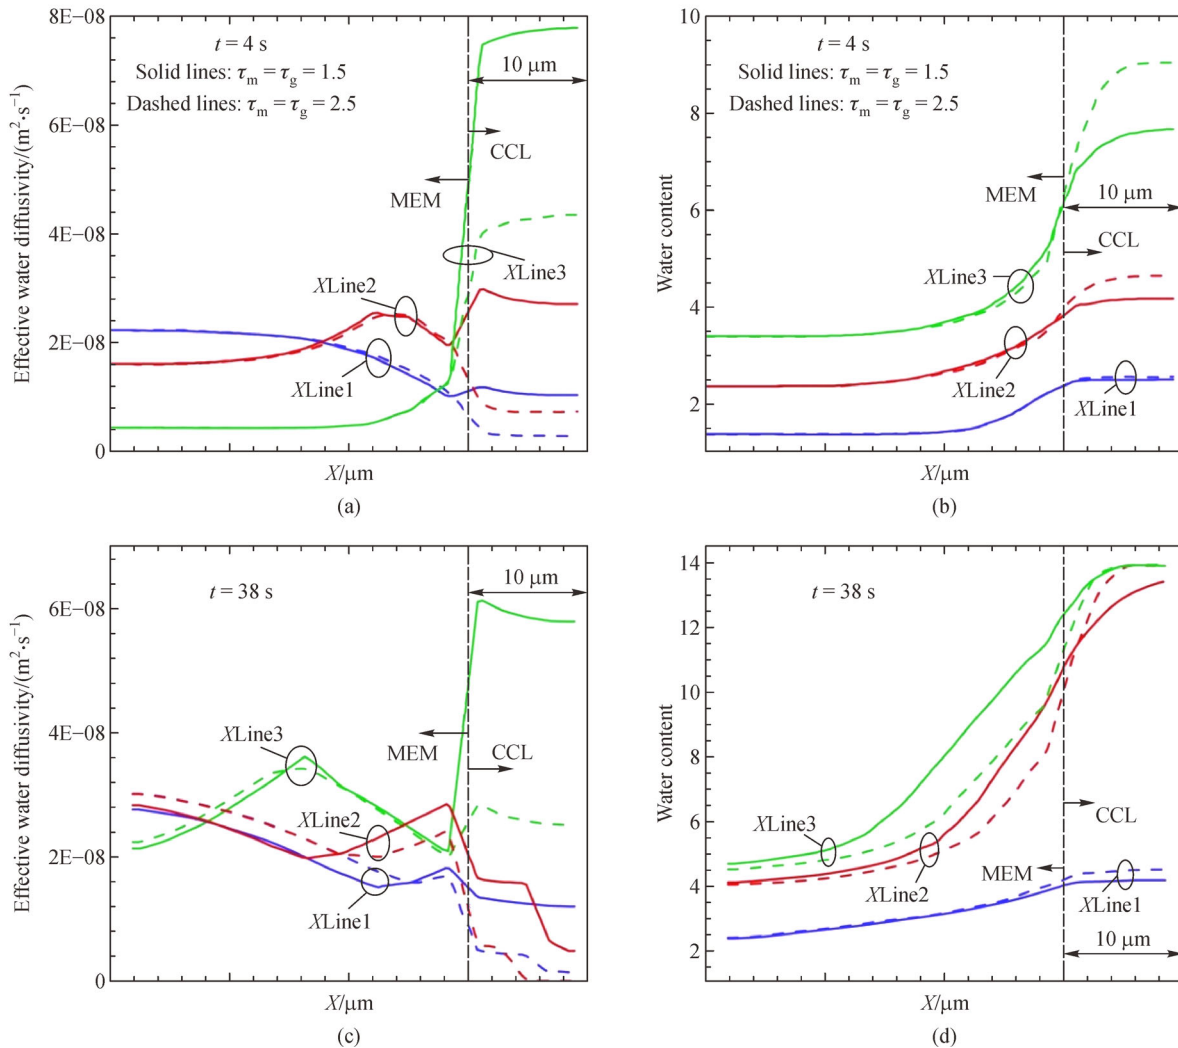 8E−08
6E−08
4E−08
2E−08
0
Effective water diffusivity/(m²·s⁻¹)
t = 4 s
Solid lines: τm = τg = 1.5
Dashed lines: τm = τg = 2.5
10 μm
CCL
MEM
XLine3
XLine2
XLine1
X/μm
(a)
10
8
6
4
2
Water content
t = 4 s
Solid lines: τm = τg = 1.5
Dashed lines: τm = τg = 2.5
MEM
10 μm
CCL
XLine3
XLine2
XLine1
X/μm
(b)
6E−08
4E−08
2E−08
0
Effective water diffusivity/(m²·s⁻¹)
t = 38 s
10 μm
XLine3
MEM
CCL
XLine2
XLine1
X/μm
(c)
14
12
10
8
6
4
2
Water content
t = 38 s
CCL
XLine3
MEM
XLine2
XLine1
10 μm
X/μm
(d)